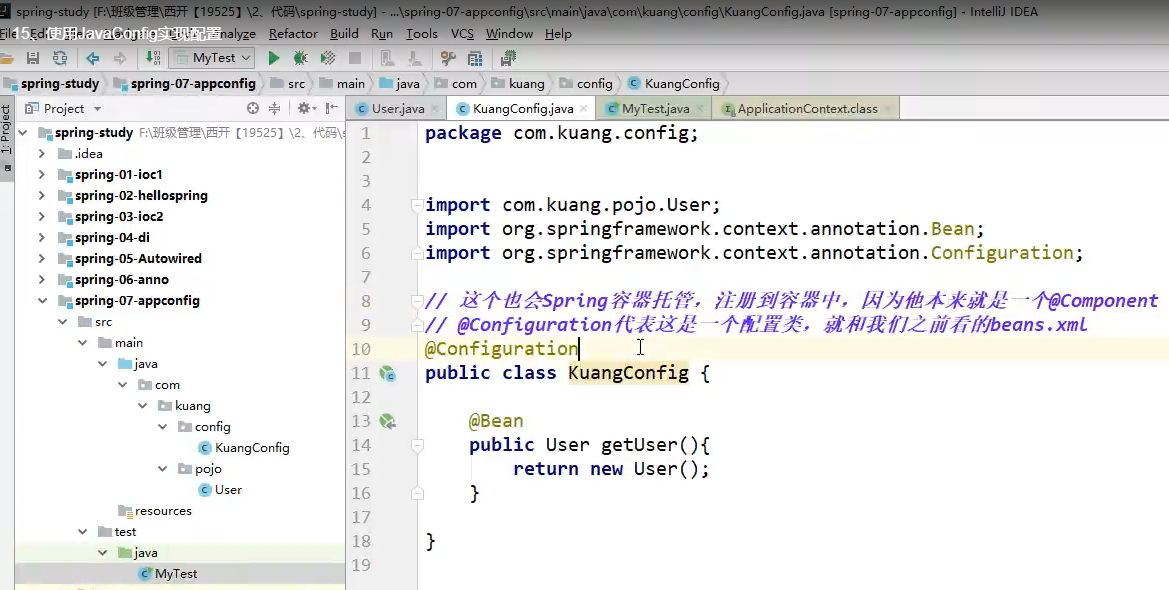 spring-study [F:\班级管理\西开【19525】\2、代码\spring-study] - ...\spring-07-appconfig\src\main\java\com\kuang\config\KuangConfig.java [spring-07-appconfig] - IntelliJ IDEA
15、使用JavaConfig实现配置
Refactor Build Run Tools VCS Window Help
MyTest
spring-study spring-07-appconfig src main java com kuang config KuangConfig
1: Project
Project
User.java KuangConfig.java MyTest.java ApplicationContext.class
spring-study F:\班级管理\西开【19525】\2、代码\s
.idea
spring-01-ioc1
spring-02-hellospring
spring-03-ioc2
spring-04-di
spring-05-Autowired
spring-06-anno
spring-07-appconfig
src
main
java
com
kuang
config
KuangConfig
pojo
User
resources
test
java
MyTest
1 package com.kuang.config;
2
3
4 import com.kuang.pojo.User;
5 import org.springframework.context.annotation.Bean;
6 import org.springframework.context.annotation.Configuration;
7
8 // 这个也会Spring容器托管，注册到容器中，因为他本来就是一个@Component
9 // @Configuration代表这是一个配置类，就和我们之前看的beans.xml
10 @Configuration
11 public class KuangConfig {
12
13 @Bean
14 public User getUser(){
15 return new User();
16 }
17
18 }
19